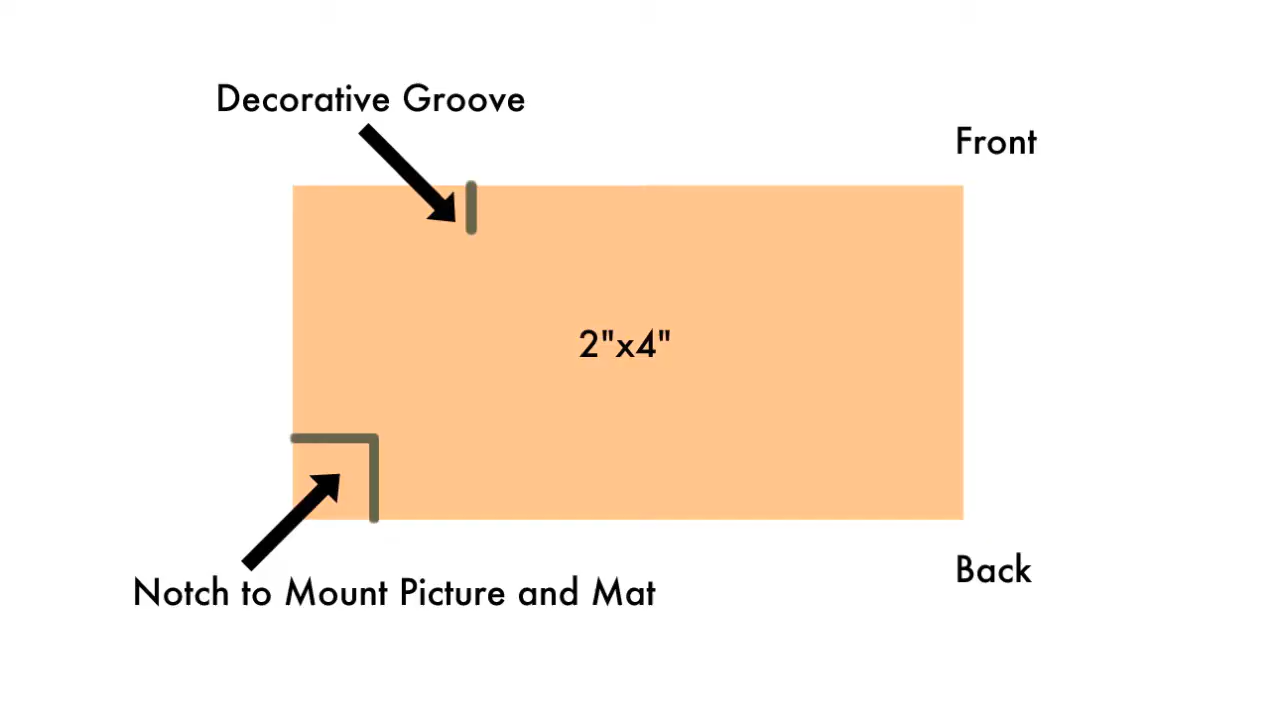 Decorative Groove
Front
2"x4"
Back
Notch to Mount Picture and Mat